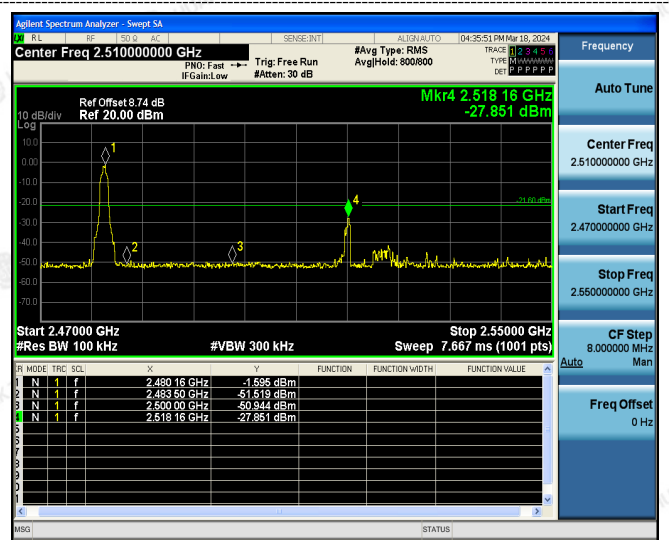 Agilent Spectrum Analyzer - Swept SA
LXI RL RF 50 Ω AC SENSE:INT ALIGN AUTO 04:35:51 PM Mar 18, 2024
Center Freq 2.510000000 GHz
PNO: Fast
IFGain:Low
Trig: Free Run
#Atten: 30 dB
#Avg Type: RMS
Avg|Hold: 800/800
TRACE 1 2 3 4 5 6
TYPE M
DET P P P P P P
Ref Offset 8.74 dB
Ref 20.00 dBm
10 dB/div
Log
Mkr4 2.518 16 GHz
-27.851 dBm
10.0
0.00
-10.0
-20.0
-30.0
-40.0
-50.0
-60.0
-70.0
1
2
3
4
-21.60 dBm
Start 2.47000 GHz
Stop 2.55000 GHz
#Res BW 100 kHz
#VBW 300 kHz
Sweep 7.667 ms (1001 pts)
MODE TRC SCL X Y FUNCTION FUNCTION WIDTH FUNCTION VALUE
1 N 1 f 2.480 16 GHz -1.595 dBm
2 N 1 f 2.483 50 GHz -51.519 dBm
3 N 1 f 2.500 00 GHz -50.944 dBm
4 N 1 f 2.518 16 GHz -27.851 dBm
5
6
7
8
9
MSG
STATUS
Frequency
Auto Tune
Center Freq
2.510000000 GHz
Start Freq
2.470000000 GHz
Stop Freq
2.550000000 GHz
CF Step
8.000000 MHz
Auto Man
Freq Offset
0 Hz